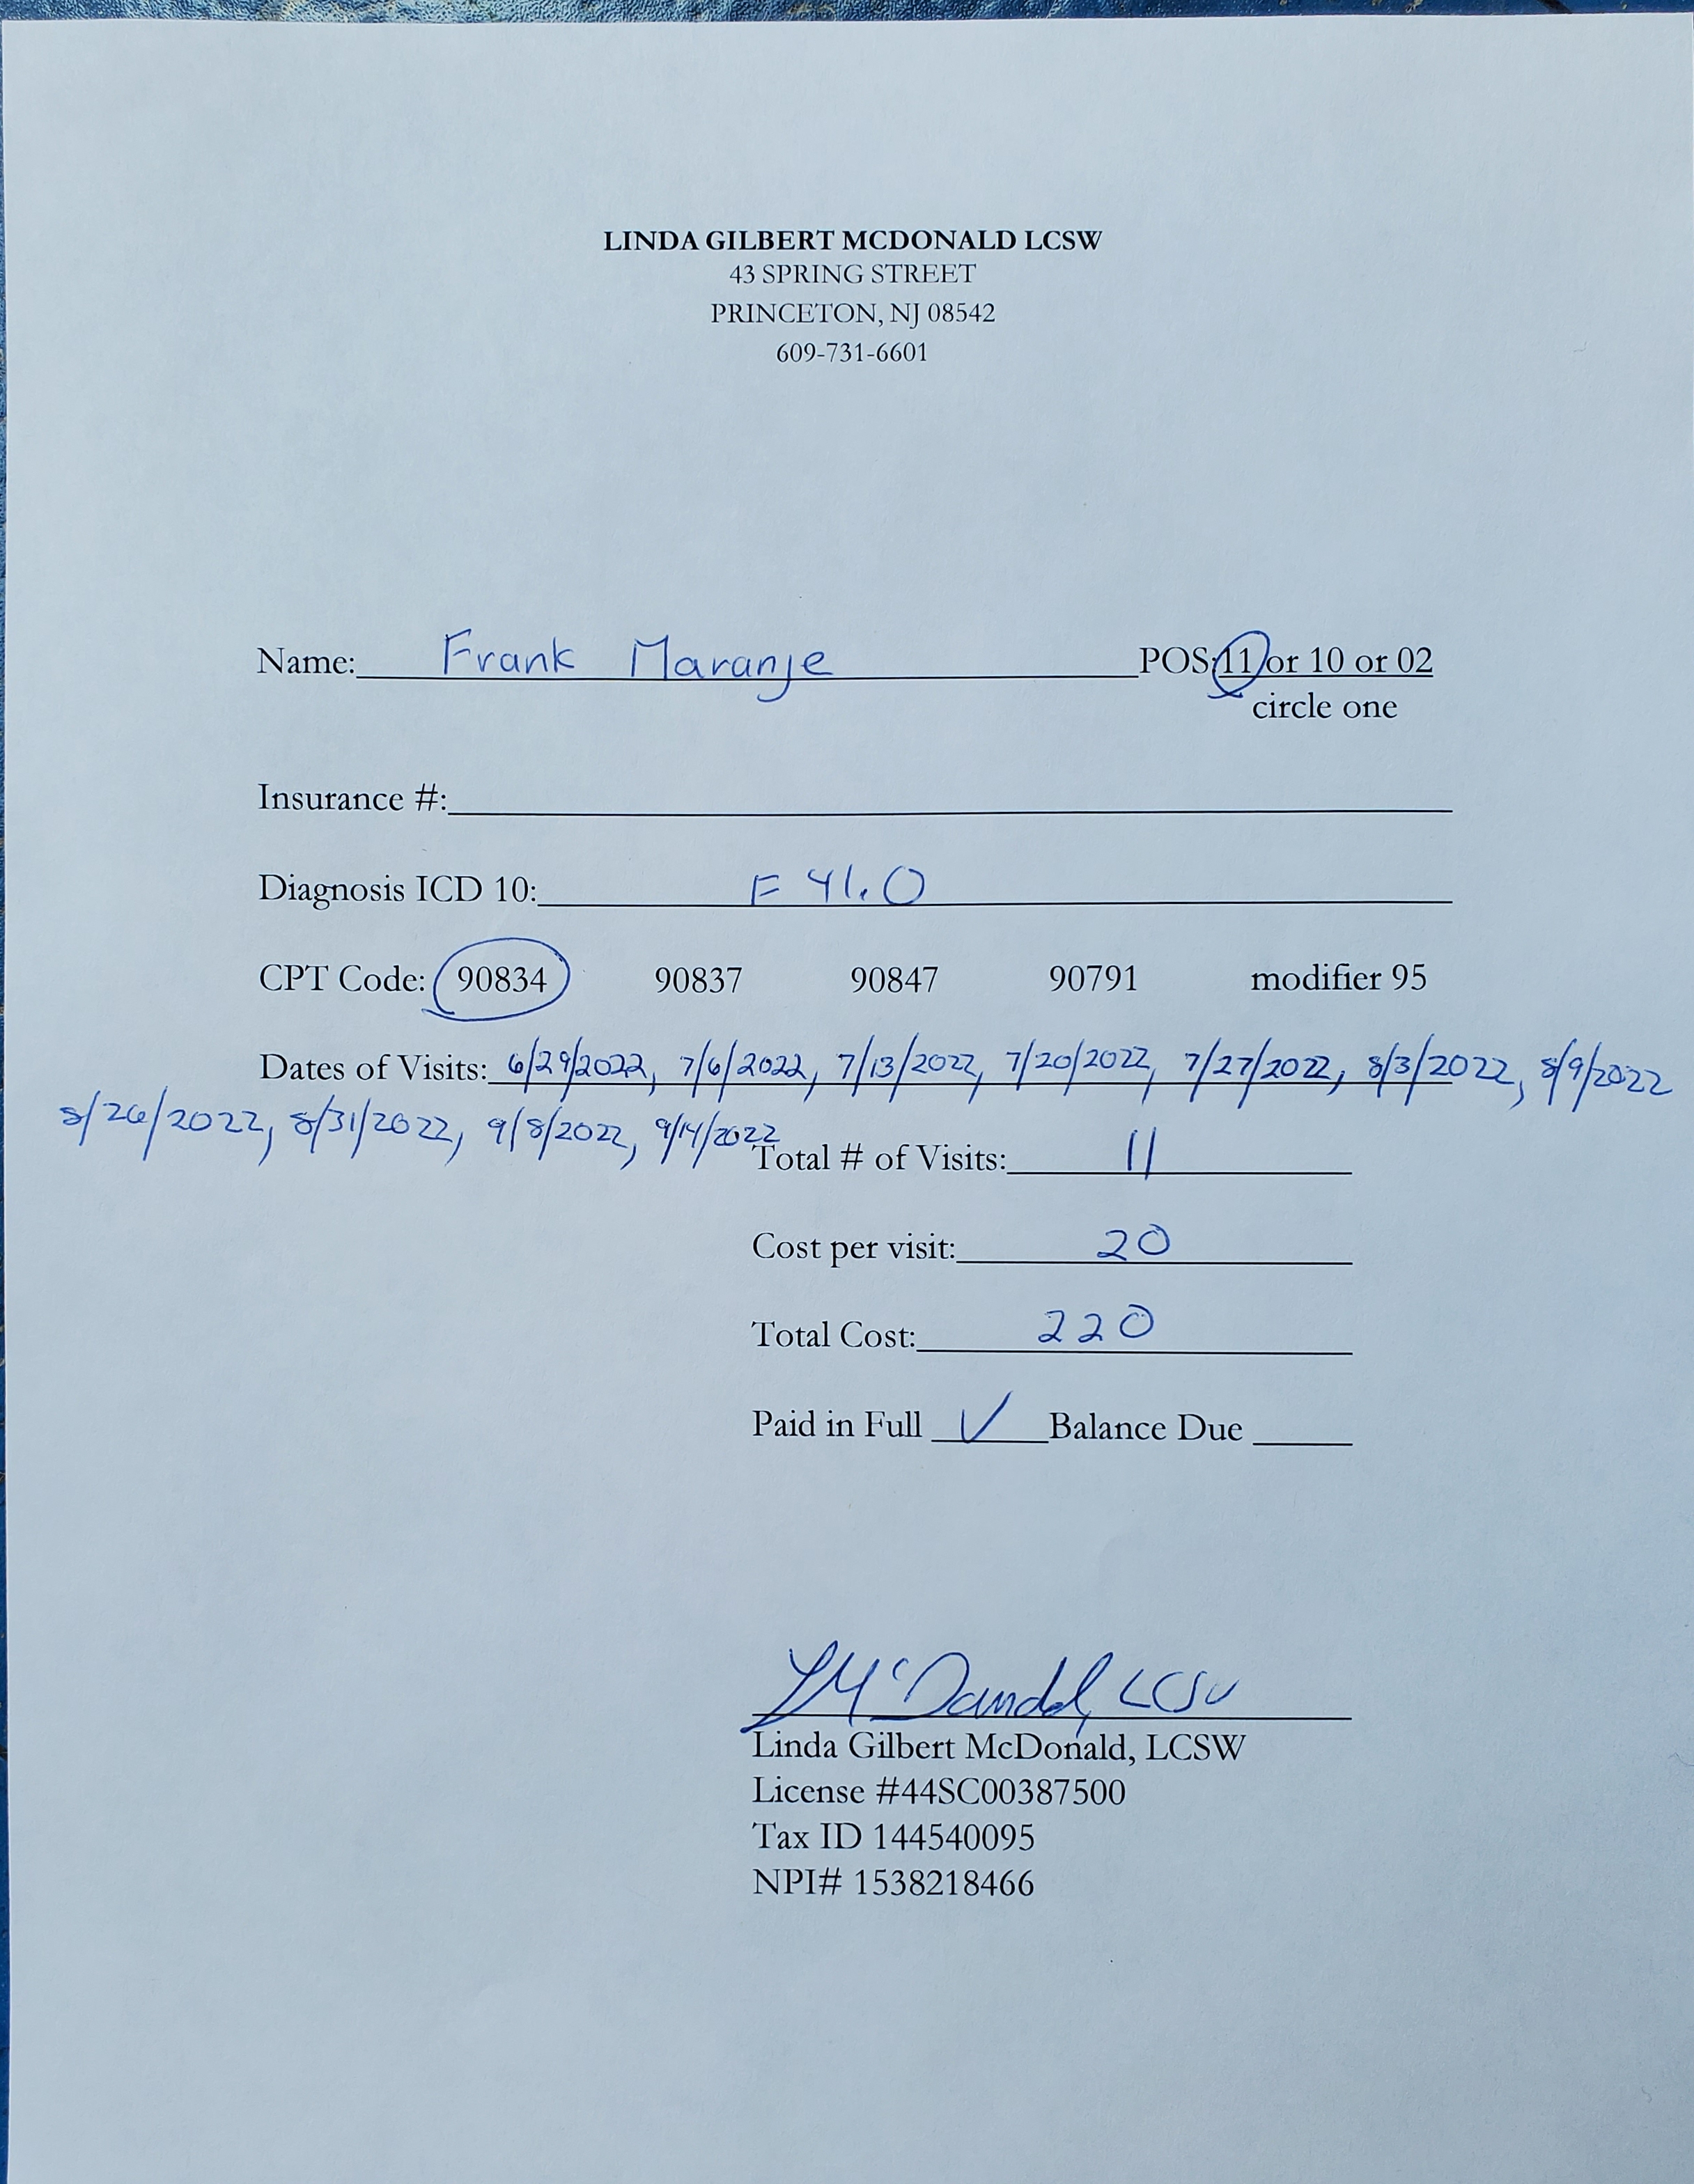 LINDA GILBERT MCDONALD LCSW
43 SPRING STREET
PRINCETON, NJ 08542
609-731-6601
Name: Frank Maranje POS: 11 or 10 or 02
circle one
Insurance #:
Diagnosis ICD 10: F 41.0
CPT Code: 90834 90837 90847 90791 modifier 95
Dates of Visits: 6/29/2022, 7/6/2022, 7/13/2022, 7/20/2022, 7/27/2022, 8/3/2022, 8/9/2022
8/26/2022, 8/31/2022, 9/8/2022, 9/14/2022
Total # of Visits: 11
Cost per visit: 20
Total Cost: 220
Paid in Full ✓ Balance Due
LMcDonald, LCSW
Linda Gilbert McDonald, LCSW
License #44SC00387500
Tax ID 144540095
NPI# 1538218466